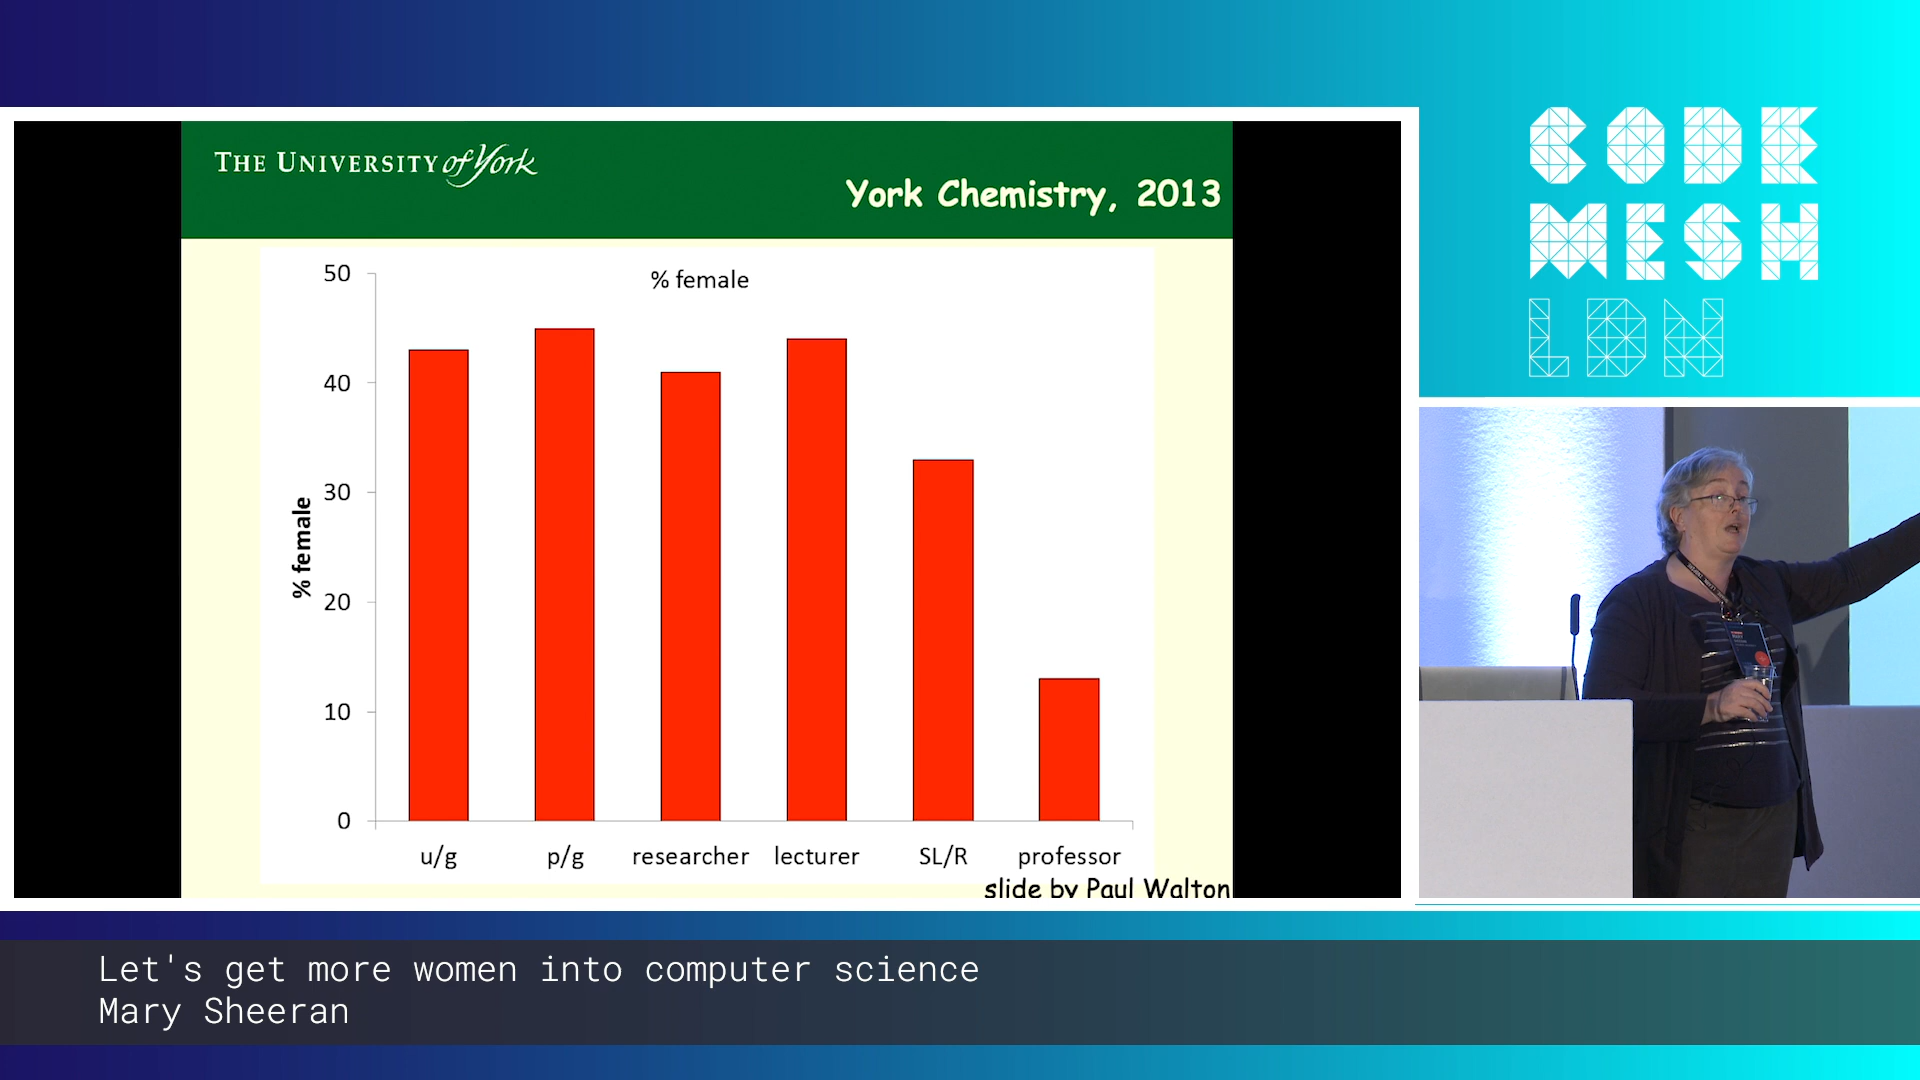 THE UNIVERSITY of York
York Chemistry, 2013
% female
% female
50
40
30
20
10
0
u/g p/g researcher lecturer SL/R professor
slide by Paul Walton
CODE
MESH
LDN
Let's get more women into computer science
Mary Sheeran